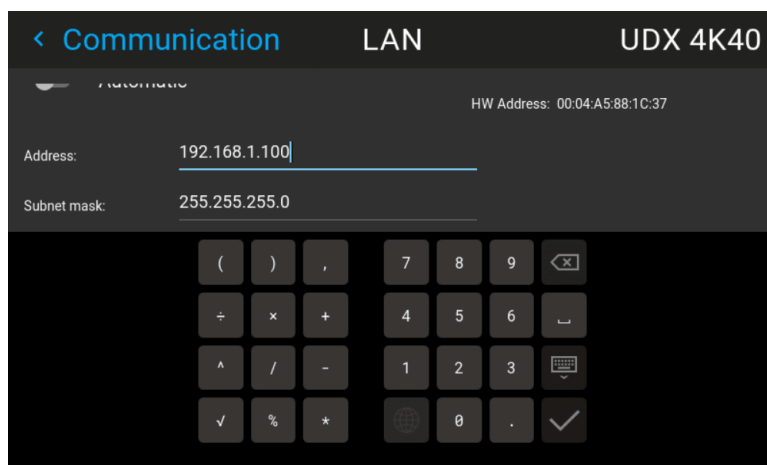 < Communication LAN UDX 4K40
Automatic
HW Address: 00:04:A5:88:1C:37
Address: 192.168.1.100
Subnet mask: 255.255.255.0
( ) , 7 8 9
÷ × + 4 5 6
^ / - 1 2 3
√ % * 0 .